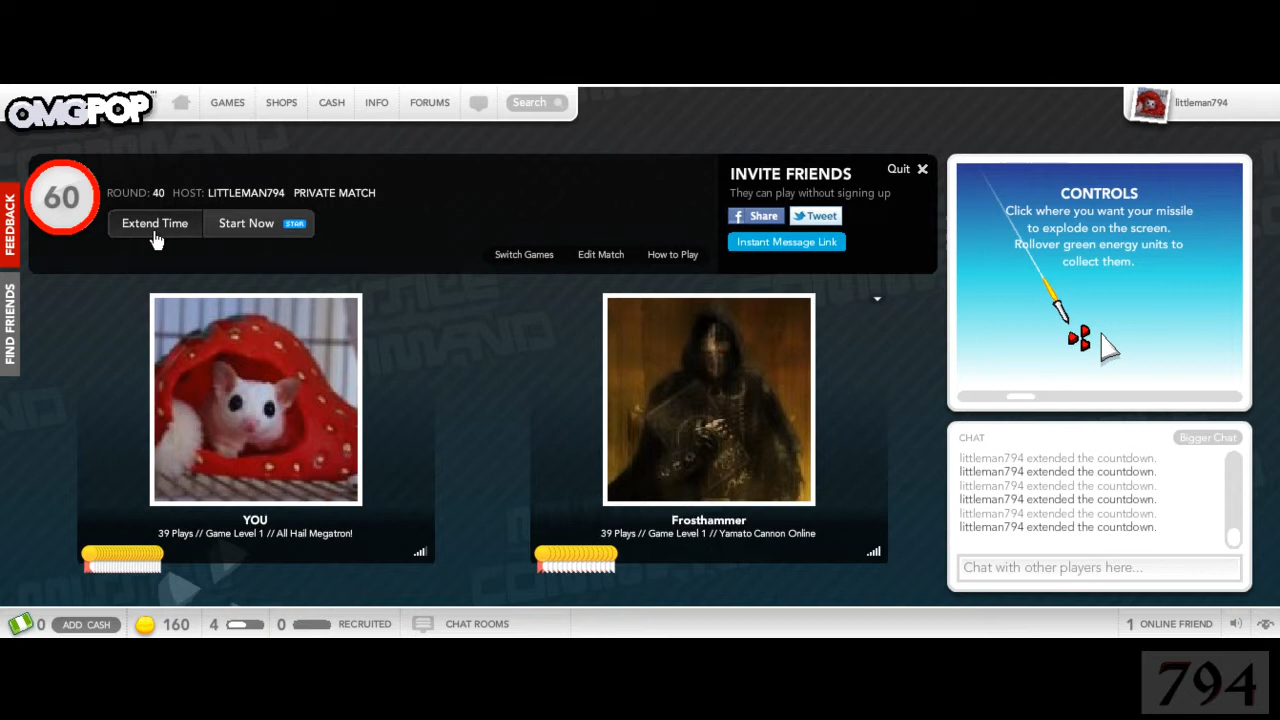 OMGPOP
GAMES
SHOPS
CASH
INFO
FORUMS
Search
littleman794
FEEDBACK
FIND FRIENDS
60
ROUND: 40 HOST: LITTLEMAN794 PRIVATE MATCH
Extend Time
Start Now STAR
Switch Games
Edit Match
How to Play
INVITE FRIENDS
Quit
They can play without signing up
f Share
Tweet
Instant Message Link
CONTROLS
Click where you want your missile
to explode on the screen.
Rollover green energy units to
collect them.
YOU
39 Plays // Game Level 1 // All Hail Megatron!
Frosthammer
39 Plays // Game Level 1 // Yamato Cannon Online
CHAT
Bigger Chat
littleman794 extended the countdown.
littleman794 extended the countdown.
littleman794 extended the countdown.
littleman794 extended the countdown.
littleman794 extended the countdown.
littleman794 extended the countdown.
Chat with other players here...
0
ADD CASH
160
4
0
RECRUITED
CHAT ROOMS
1 ONLINE FRIEND
794